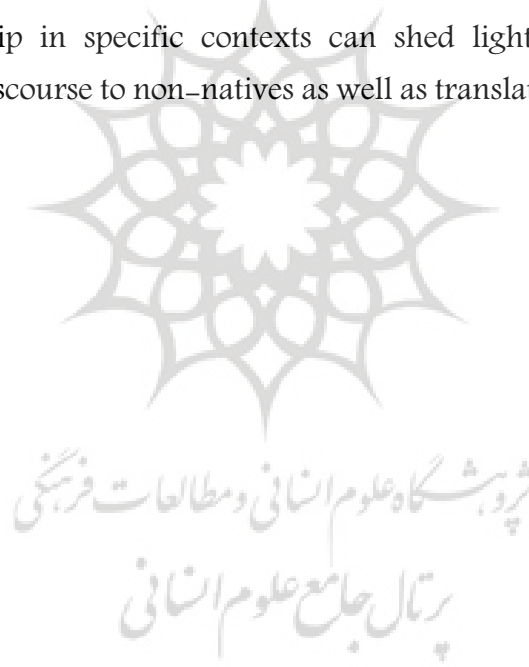 ip in specific contexts can shed light
scourse to non-natives as well as translat
پژوهشگاه علوم انسانی و مطالعات فرهنگی
پرتال جامع علوم انسانی